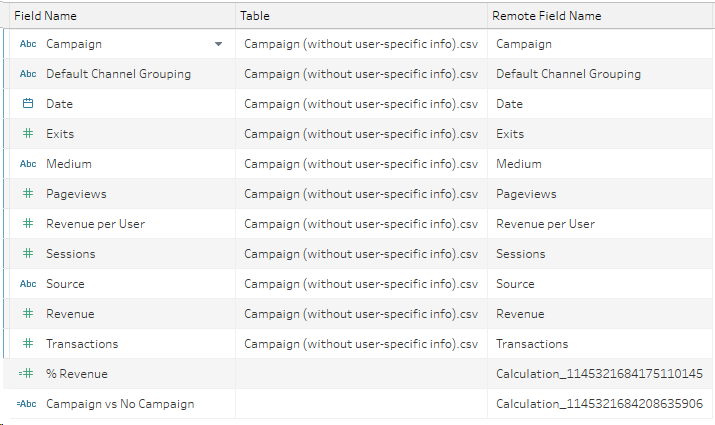 Field Name Table Remote Field Name
Abc Campaign Campaign (without user-specific info).csv Campaign
Abc Default Channel Grouping Campaign (without user-specific info).csv Default Channel Grouping
Date Campaign (without user-specific info).csv Date
# Exits Campaign (without user-specific info).csv Exits
Abc Medium Campaign (without user-specific info).csv Medium
# Pageviews Campaign (without user-specific info).csv Pageviews
# Revenue per User Campaign (without user-specific info).csv Revenue per User
# Sessions Campaign (without user-specific info).csv Sessions
Abc Source Campaign (without user-specific info).csv Source
# Revenue Campaign (without user-specific info).csv Revenue
# Transactions Campaign (without user-specific info).csv Transactions
=# % Revenue Calculation_1145321684175110145
=Abc Campaign vs No Campaign Calculation_1145321684208635906